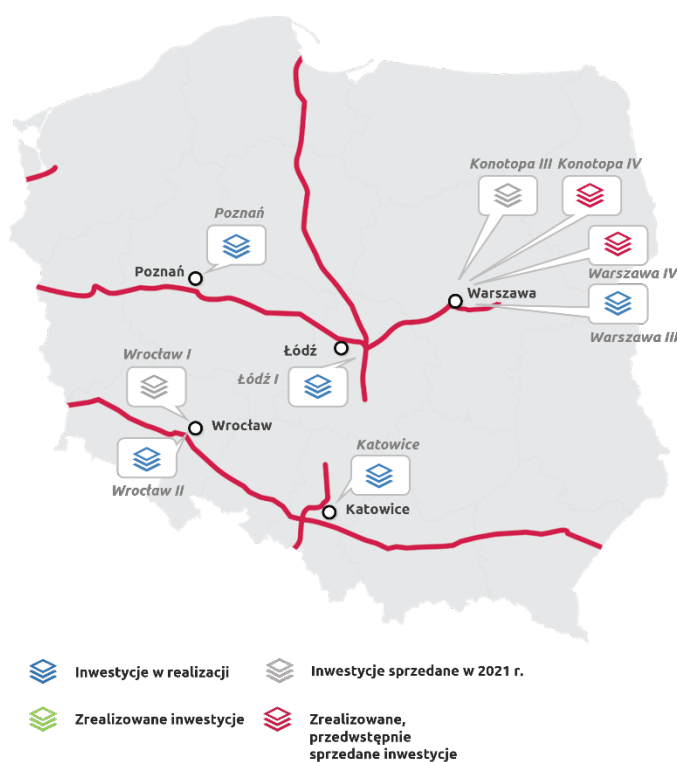 Konotopa III
Konotopa IV
Poznań
Poznań
Warszawa IV
Warszawa
Warszawa III
Łódź
Wrocław I
Łódź I
Wrocław
Katowice
Wrocław II
Katowice
Inwestycje w realizacji
Inwestycje sprzedane w 2021 r.
Zrealizowane inwestycje
Zrealizowane,
przedwstępnie
sprzedane inwestycje